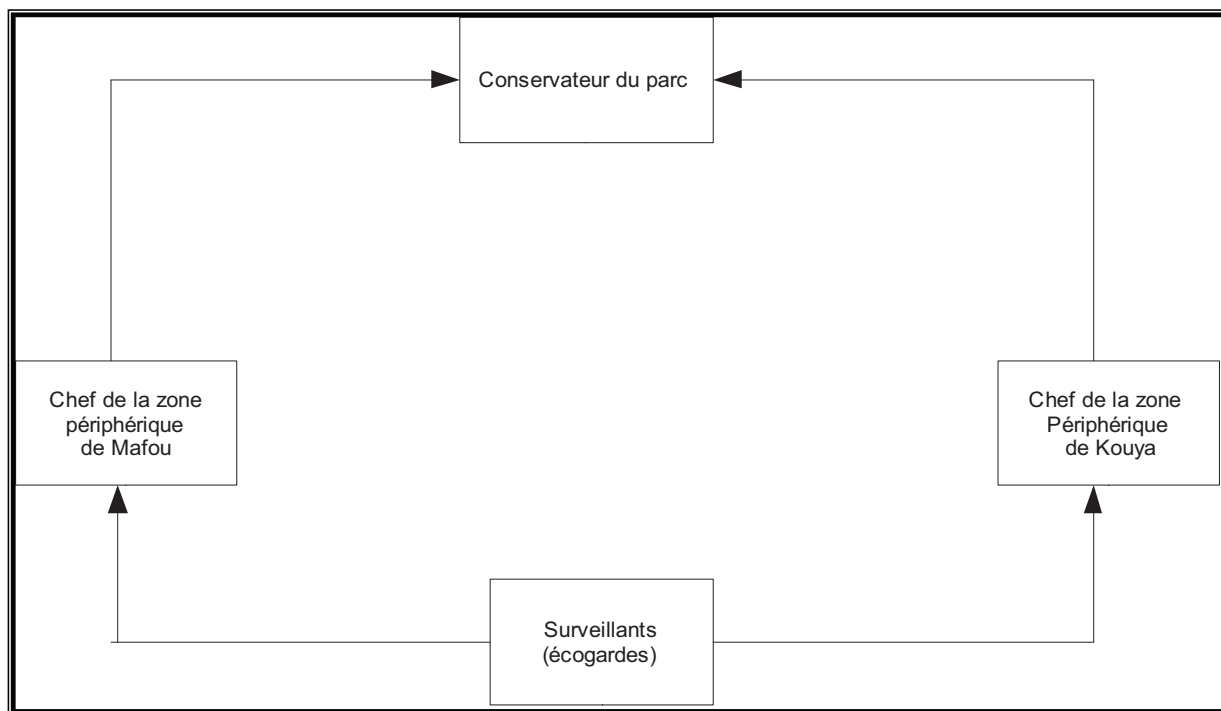 Conservateur du parc
Chef de la zone
périphérique
de Mafou
Chef de la zone
Périphérique
de Kouya
Surveillants
(écogardes)